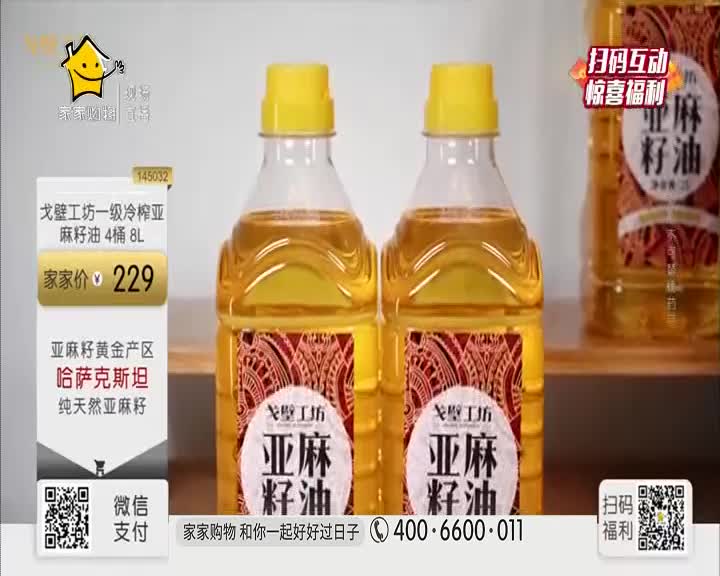 家家购物
扫码互动
惊喜福利
145032
戈壁工坊一级冷榨亚
麻籽油 4桶 8L
家家价 ¥ 229
亚麻籽黄金产区
哈萨克斯坦
纯天然亚麻籽
微信
支付
戈壁工坊
亚麻
籽油
戈壁工坊
亚麻
籽油
亚麻
籽油
扫码
福利
家家购物 和你一起好好过日子
400·6600·011